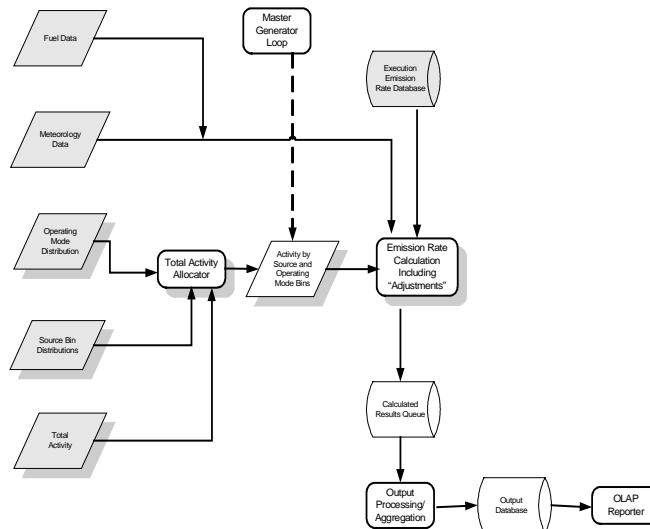 Fuel Data
Master
Generator
Loop
Execution
Emission
Rate Database
Meteorology
Data
Operating
Mode
Distribution
Total Activity
Allocator
Activity by
Source and
Operating
Mode Bins
Emission Rate
Calculation
Including
“Adjustments”
Source Bin
Distributions
Total
Activity
Calculated
Results Queue
Output
Processing/
Aggregation
Output
Database
OLAP
Reporter